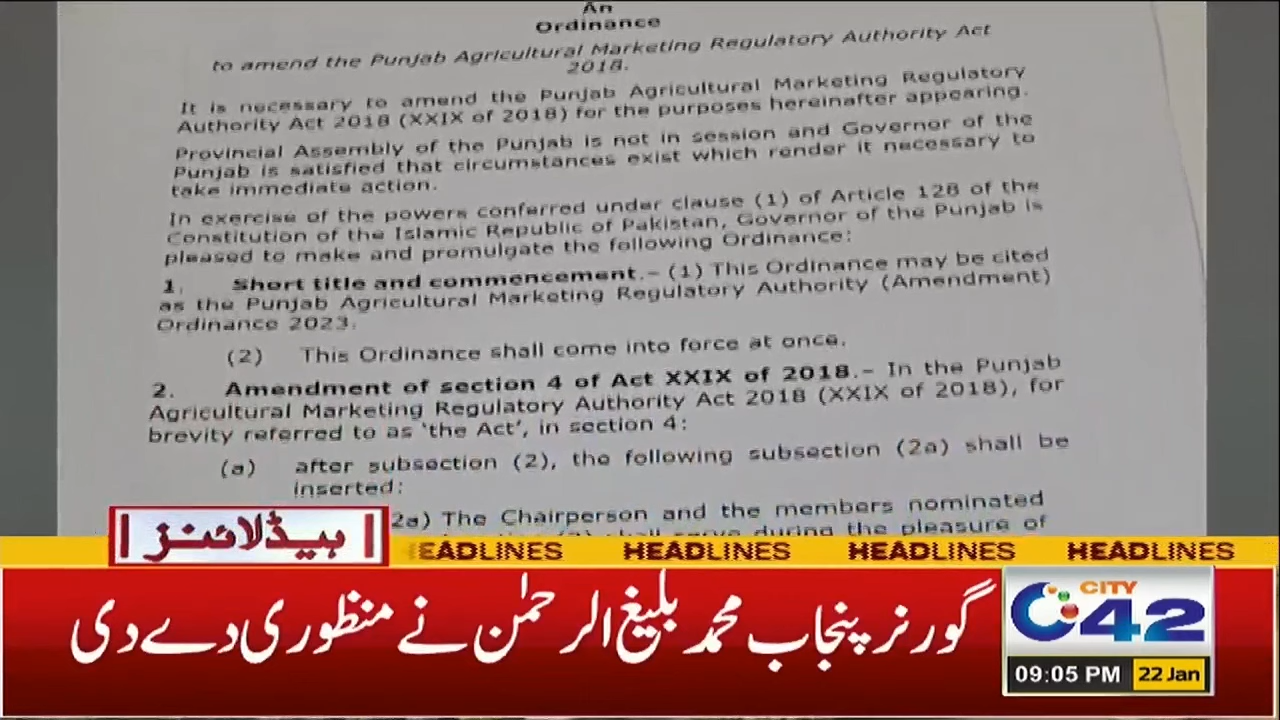 An
Ordinance
to amend the Punjab Agricultural Marketing Regulatory Authority Act
2018.
It is necessary to amend the Punjab Agricultural Marketing Regulatory
Authority Act 2018 (XXIX of 2018) for the purposes hereinafter appearing.
Provincial Assembly of the Punjab is not in session and Governor of the
Punjab is satisfied that circumstances exist which render it necessary to
take immediate action.
In exercise of the powers conferred under clause (1) of Article 128 of the
Constitution of the Islamic Republic of Pakistan, Governor of the Punjab is
pleased to make and promulgate the following Ordinance:
1. Short title and commencement.– (1) This Ordinance may be cited
as the Punjab Agricultural Marketing Regulatory Authority (Amendment)
Ordinance 2023.
(2) This Ordinance shall come into force at once.
2. Amendment of section 4 of Act XXIX of 2018.– In the Punjab
Agricultural Marketing Regulatory Authority Act 2018 (XXIX of 2018), for
brevity referred to as ‘the Act’, in section 4:
(a) after subsection (2), the following subsection (2a) shall be
inserted:
2a) The Chairperson and the members nominated
shall serve during the pleasure of
ہیڈلائنز
HEADLINES HEADLINES HEADLINES HEADLINES
گورنر پنجاب محمد بلیغ الرحمٰن نے منظوری دے دی
CITY
42
09:05 PM 22 Jan